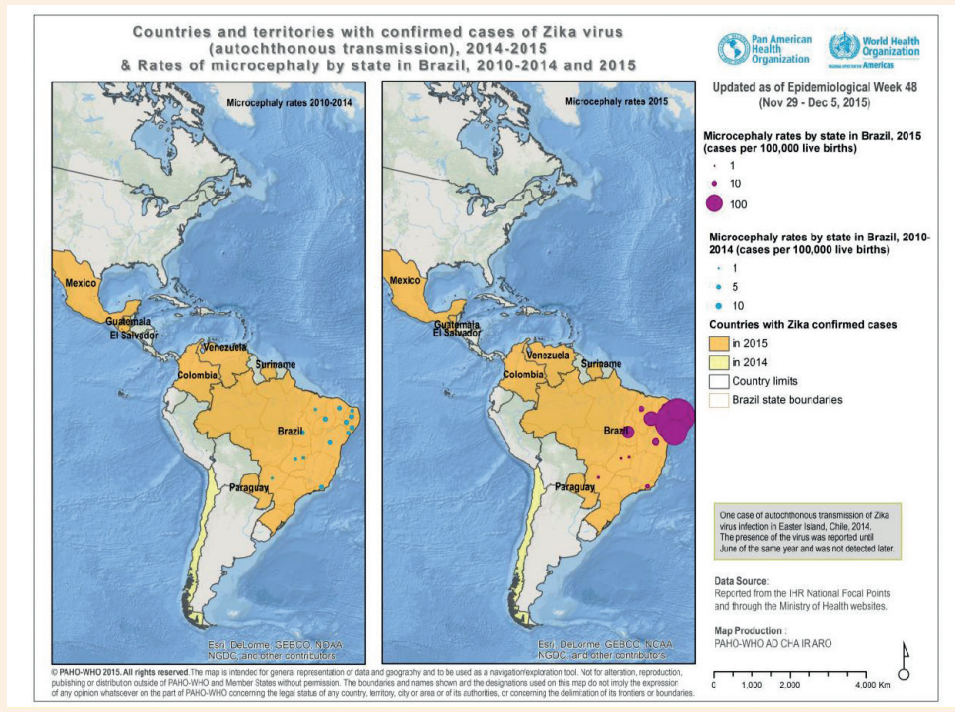 Countries and territories with confirmed cases of Zika virus
(autochthonous transmission), 2014-2015
& Rates of microcephaly by state in Brazil, 2010-2014 and 2015
Pan American
Health
Organization
World Health
Organization
REGIONAL OFFICE FOR THE Americas
Updated as of Epidemiological Week 48
(Nov 29 - Dec 5, 2015)
Microcephaly rates 2010-2014
Mexico
Guatemala
El Salvador
Venezuela
Suriname
Colombia
Brazil
Paraguay
Esri, DeLorme, GEBCO, NOAA
NGDC, and other contributors
Microcephaly rates 2015
Mexico
Guatemala
El Salvador
Venezuela
Suriname
Colombia
Brazil
Paraguay
Esri, DeLorme, GEBCO, NCAA
NGDC, and other contributors
Microcephaly rates by state in Brazil, 2015
(cases per 100,000 live births)
1
10
100
Microcephaly rates by state in Brazil, 2010-
2014 (cases per 100,000 live births)
1
5
10
Countries with Zika confirmed cases
in 2015
in 2014
Country limits
Brazil state boundaries
One case of autochthonous transmission of Zika
virus infection in Easter Island, Chile, 2014.
The presence of the virus was reported until
June of the same year and was not detected later.
Data Source:
Reported from the IHR National Focal Points
and through the Ministry of Health websites.
Map Production :
PAHO-WHO AD CHA IR ARO
0 1,000 2,000 4,000 Km
© PAHO-WHO 2015. All rights reserved. The map is intended for general representation of data and geography and to be used as a navigation/exploration tool. Not for alteration, reproduction,
publishing or distribution outside of PAHO-WHO and Member States without permission. The boundaries and names shown and the designations used on this map do not imply the expression
of any opinion whatsoever on the part of PAHO-WHO concerning the legal status of any country, territory, city or area or of its authorities, or concerning the delimitation of its frontiers or boundaries.